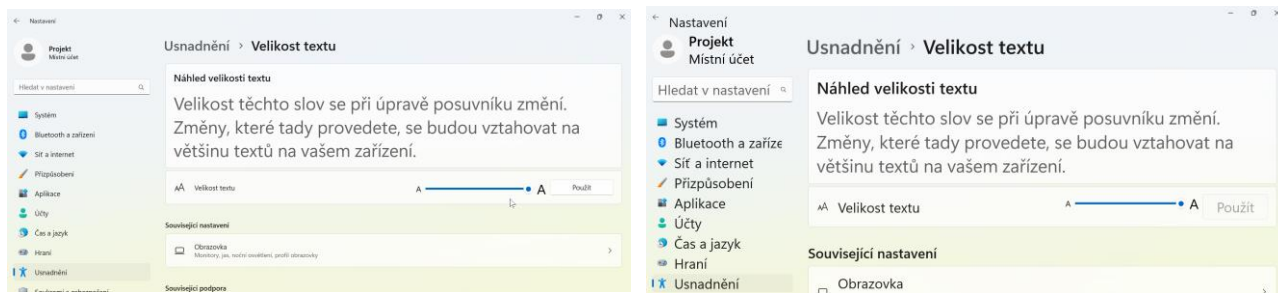 Nastavení
Projekt
Místní účet
Hledat v nastavení
Systém
Bluetooth a zařízení
Síť a internet
Přizpůsobení
Aplikace
Účty
Čas a jazyk
Hraní
Usnadnění
Usnadnění > Velikost textu
Náhled velikosti textu
Velikost těchto slov se při úpravě posuvníku změní.
Změny, které tady provedete, se budou vztahovat na
většinu textů na vašem zařízení.
AA Velikost textu A A Použít
Související nastavení
Obrazovka
Monitory, jas, noční osvětlení, profil obrazovky
Související podpora
Nastavení
Projekt
Místní účet
Hledat v nastavení
Systém
Bluetooth a zaříze
Síť a internet
Přizpůsobení
Aplikace
Účty
Čas a jazyk
Hraní
Usnadnění
Usnadnění > Velikost textu
Náhled velikosti textu
Velikost těchto slov se při úpravě posuvníku změní.
Změny, které tady provedete, se budou vztahovat na
většinu textů na vašem zařízení.
AA Velikost textu A A Použít
Související nastavení
Obrazovka